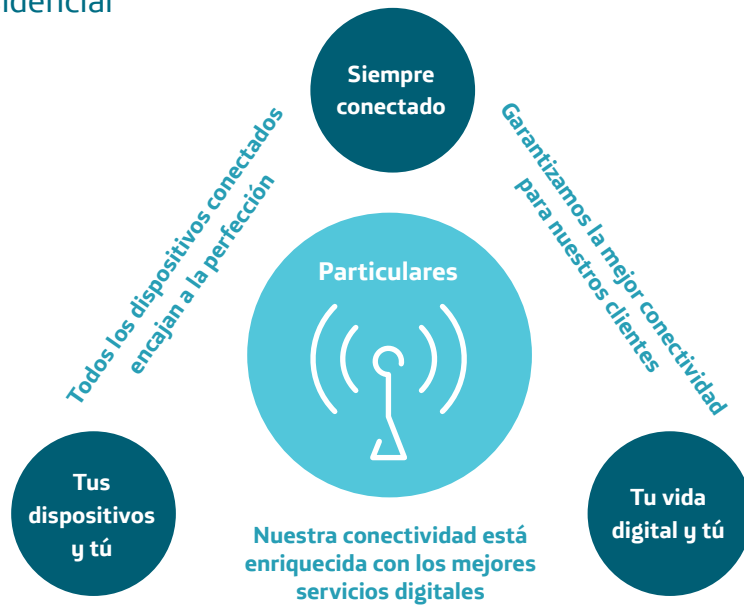 Siempre
conectado
Todos los dispositivos conectados
encajan a la perfección
Garantizamos la mejor conectividad
para nuestros clientes
Particulares
Tus
dispositivos
y tú
Tu vida
digital y tú
Nuestra conectividad está
enriquecida con los mejores
servicios digitales